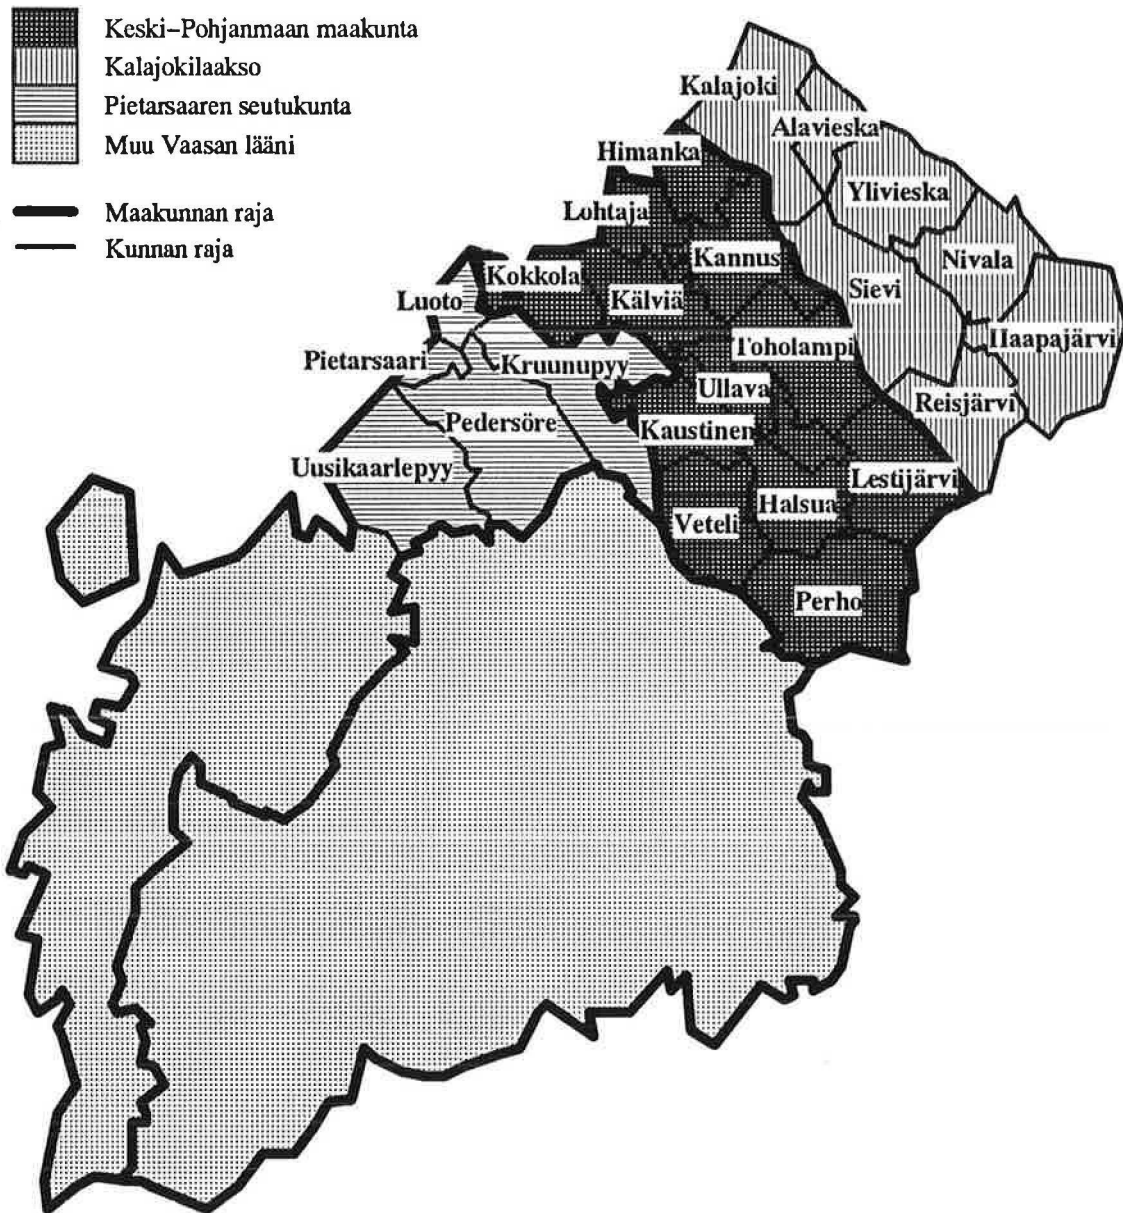 Keski-Pohjanmaan maakunta
Kalajokilaakso
Pietarsaaren seutukunta
Muu Vaasan lääni
Maakunnan raja
Kunnan raja
Kalajoki
Alavieska
Himanka
Ylivieska
Lohtaja
Kannus
Nivala
Kokkola
Sievi
Luoto
Kälviä
Haapajärvi
Toholampi
Pietarsaari
Kruunupyy
Ullava
Reisjärvi
Pedersöre
Kaustinen
Uusikaarlepyy
Lestijärvi
Halsua
Veteli
Perho